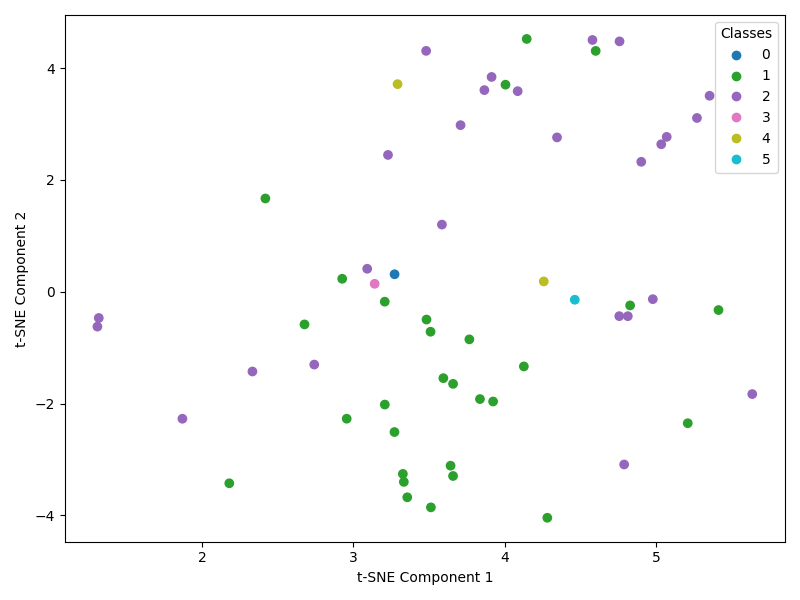 Classes
0
1
2
3
4
5
4
2
0
−2
−4
t-SNE Component 2
2 3 4 5
t-SNE Component 1